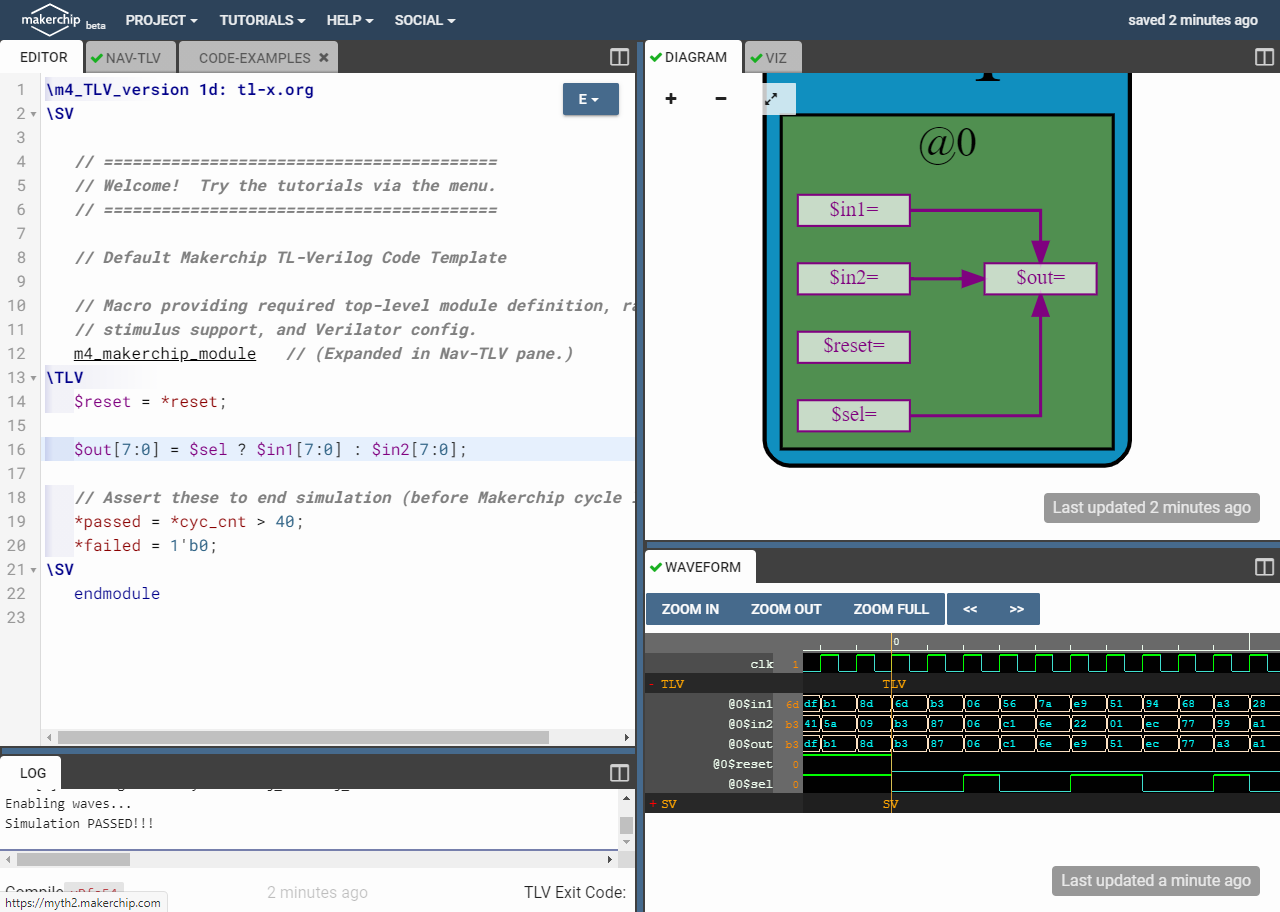 makerchip beta PROJECT TUTORIALS HELP SOCIAL saved 2 minutes ago
EDITOR NAV-TLV CODE-EXAMPLES
1 \m4_TLV_version 1d: tl-x.org
E
2 \SV
3
4 // =========================================
5 // Welcome!  Try the tutorials via the menu.
6 // =========================================
7
8 // Default Makerchip TL-Verilog Code Template
9
10 // Macro providing required top-level module definition,
11 // stimulus support, and Verilator config.
12 m4_makerchip_module   // (Expanded in Nav-TLV pane.)
13 \TLV
14 $reset = *reset;
15
16 $out[7:0] = $sel ? $in1[7:0] : $in2[7:0];
17
18 // Assert these to end simulation (before Makerchip cycle
19 *passed = *cyc_cnt > 40;
20 *failed = 1'b0;
21 \SV
22 endmodule
23
LOG
Enabling waves...
Simulation PASSED!!!
2 minutes ago TLV Exit Code:
https://myth2.makerchip.com
DIAGRAM VIZ
+ −
@0
$in1=
$in2= $out=
$reset=
$sel=
Last updated 2 minutes ago
WAVEFORM
ZOOM IN ZOOM OUT ZOOM FULL << >>
0
clk 1
- TLV TLV
@0$in1 6d df b1 8d 6d b3 06 56 7a e9 51 94 68 a3 28
@0$in2 b3 41 5a 09 b3 87 06 c1 6e 22 01 ec 77 99 a1
@0$out b3 df b1 8d b3 87 06 c1 6e e9 51 ec 77 a3 a1
@0$reset 0
@0$sel 0
+ SV SV
Last updated a minute ago